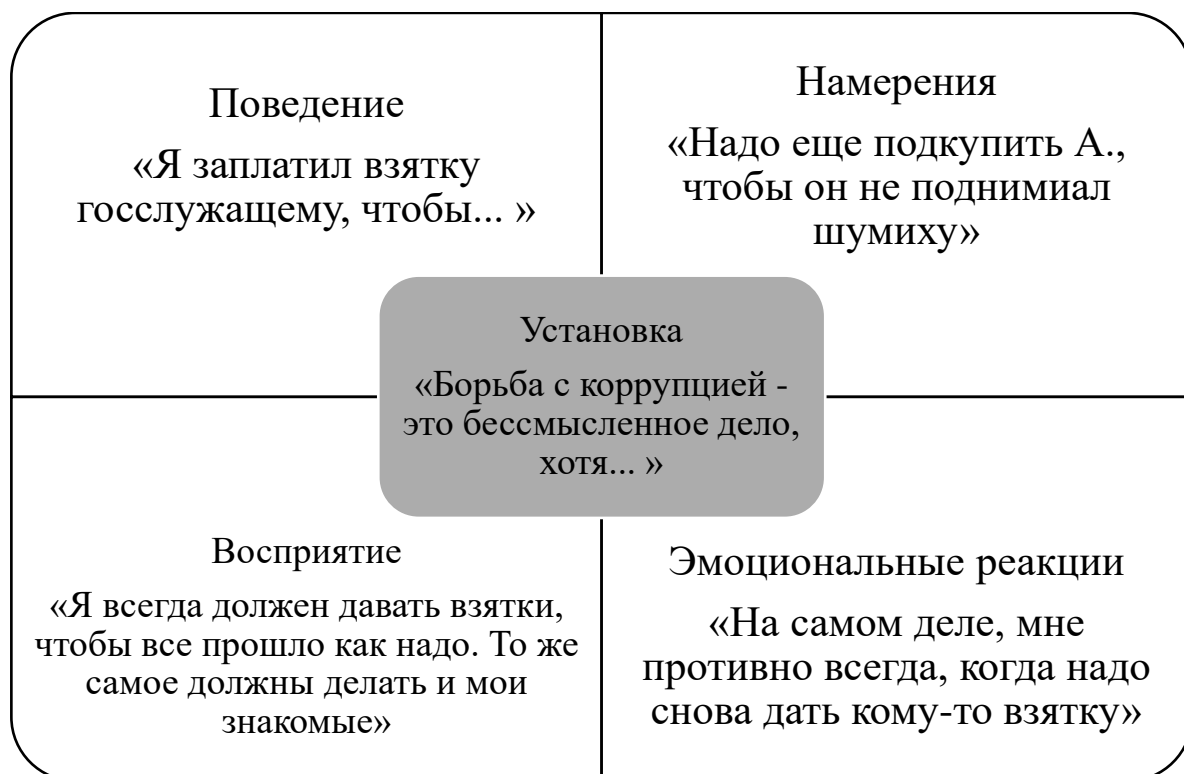 Поведение
«Я заплатил взятку
госслужащему, чтобы... »
Намерения
«Надо еще подкупить А.,
чтобы он не поднимиал
шумиху»
Установка
«Борьба с коррупцией -
это бессмысленное дело,
хотя... »
Восприятие
«Я всегда должен давать взятки,
чтобы все прошло как надо. То же
самое должны делать и мои
знакомые»
Эмоциональные реакции
«На самом деле, мне
противно всегда, когда надо
снова дать кому-то взятку»